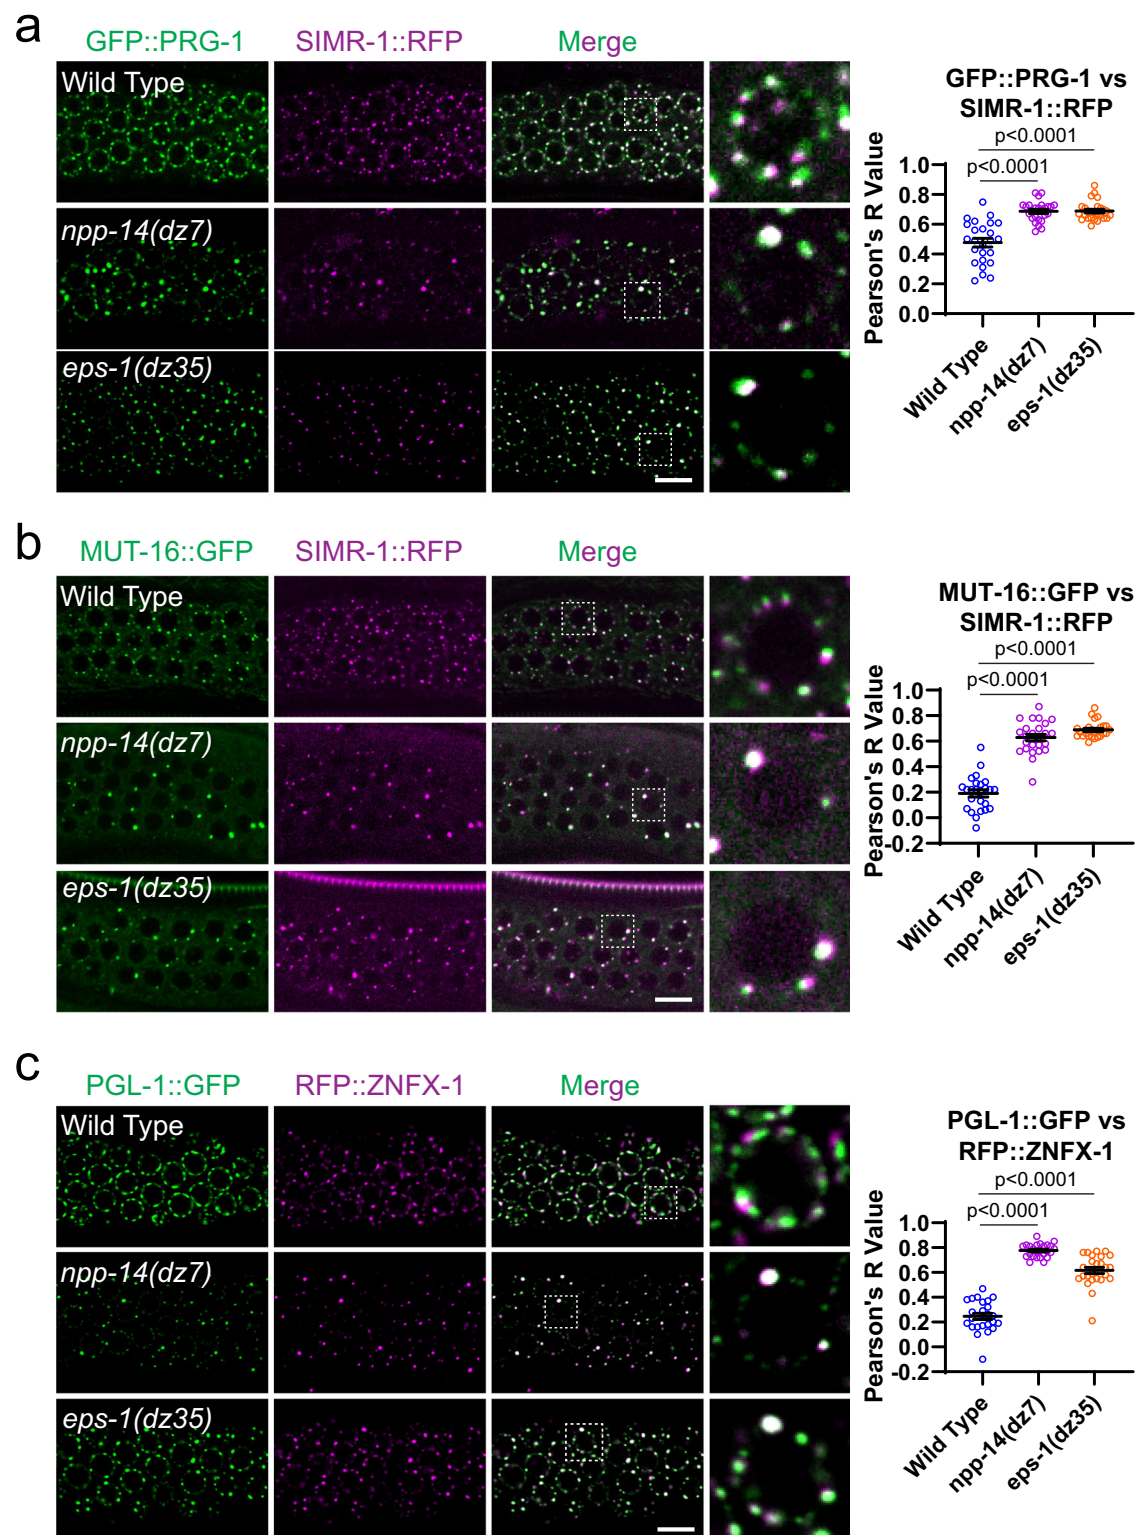 a
GFP::PRG-1 SIMR-1::RFP Merge
Wild Type
npp-14(dz7)
eps-1(dz35)
GFP::PRG-1 vs
SIMR-1::RFP
p<0.0001
p<0.0001
Pearson's R Value
1.0
0.8
0.6
0.4
0.2
0.0
Wild Type
npp-14(dz7)
eps-1(dz35)
b
MUT-16::GFP SIMR-1::RFP Merge
Wild Type
npp-14(dz7)
eps-1(dz35)
MUT-16::GFP vs
SIMR-1::RFP
p<0.0001
p<0.0001
Pearson's R Value
1.0
0.8
0.6
0.4
0.2
0.0
-0.2
Wild Type
npp-14(dz7)
eps-1(dz35)
c
PGL-1::GFP RFP::ZNFX-1 Merge
Wild Type
npp-14(dz7)
eps-1(dz35)
PGL-1::GFP vs
RFP::ZNFX-1
p<0.0001
p<0.0001
Pearson's R Value
1.0
0.8
0.6
0.4
0.2
0.0
-0.2
Wild Type
npp-14(dz7)
eps-1(dz35)